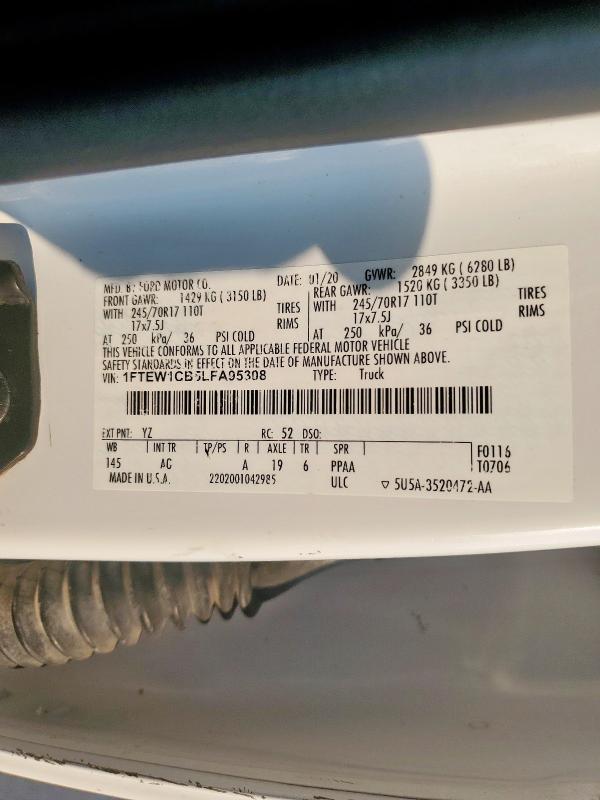 MFD. BY FORD MOTOR CO. DATE: 01/20 GVWR: 2849 KG ( 6280 LB)
FRONT GAWR: 1429 KG ( 3150 LB) REAR GAWR: 1520 KG ( 3350 LB)
WITH 245/70R17 110T TIRES WITH 245/70R17 110T TIRES
17x7.5J RIMS 17x7.5J RIMS
AT 250 kPa/ 36 PSI COLD AT 250 kPa/ 36 PSI COLD
THIS VEHICLE CONFORMS TO ALL APPLICABLE FEDERAL MOTOR VEHICLE
SAFETY STANDARDS IN EFFECT ON THE DATE OF MANUFACTURE SHOWN ABOVE.
VIN: 1FTEW1CB5LFA95308 TYPE: Truck
EXT PNT: YZ RC: 52 DSO:
WB INT TR TP/PS R AXLE TR SPR F0116
145 AG A 19 6 PPAA T0706
MADE IN U.S.A. 2202001042985 ULC ▽ 5U5A-3520472-AA